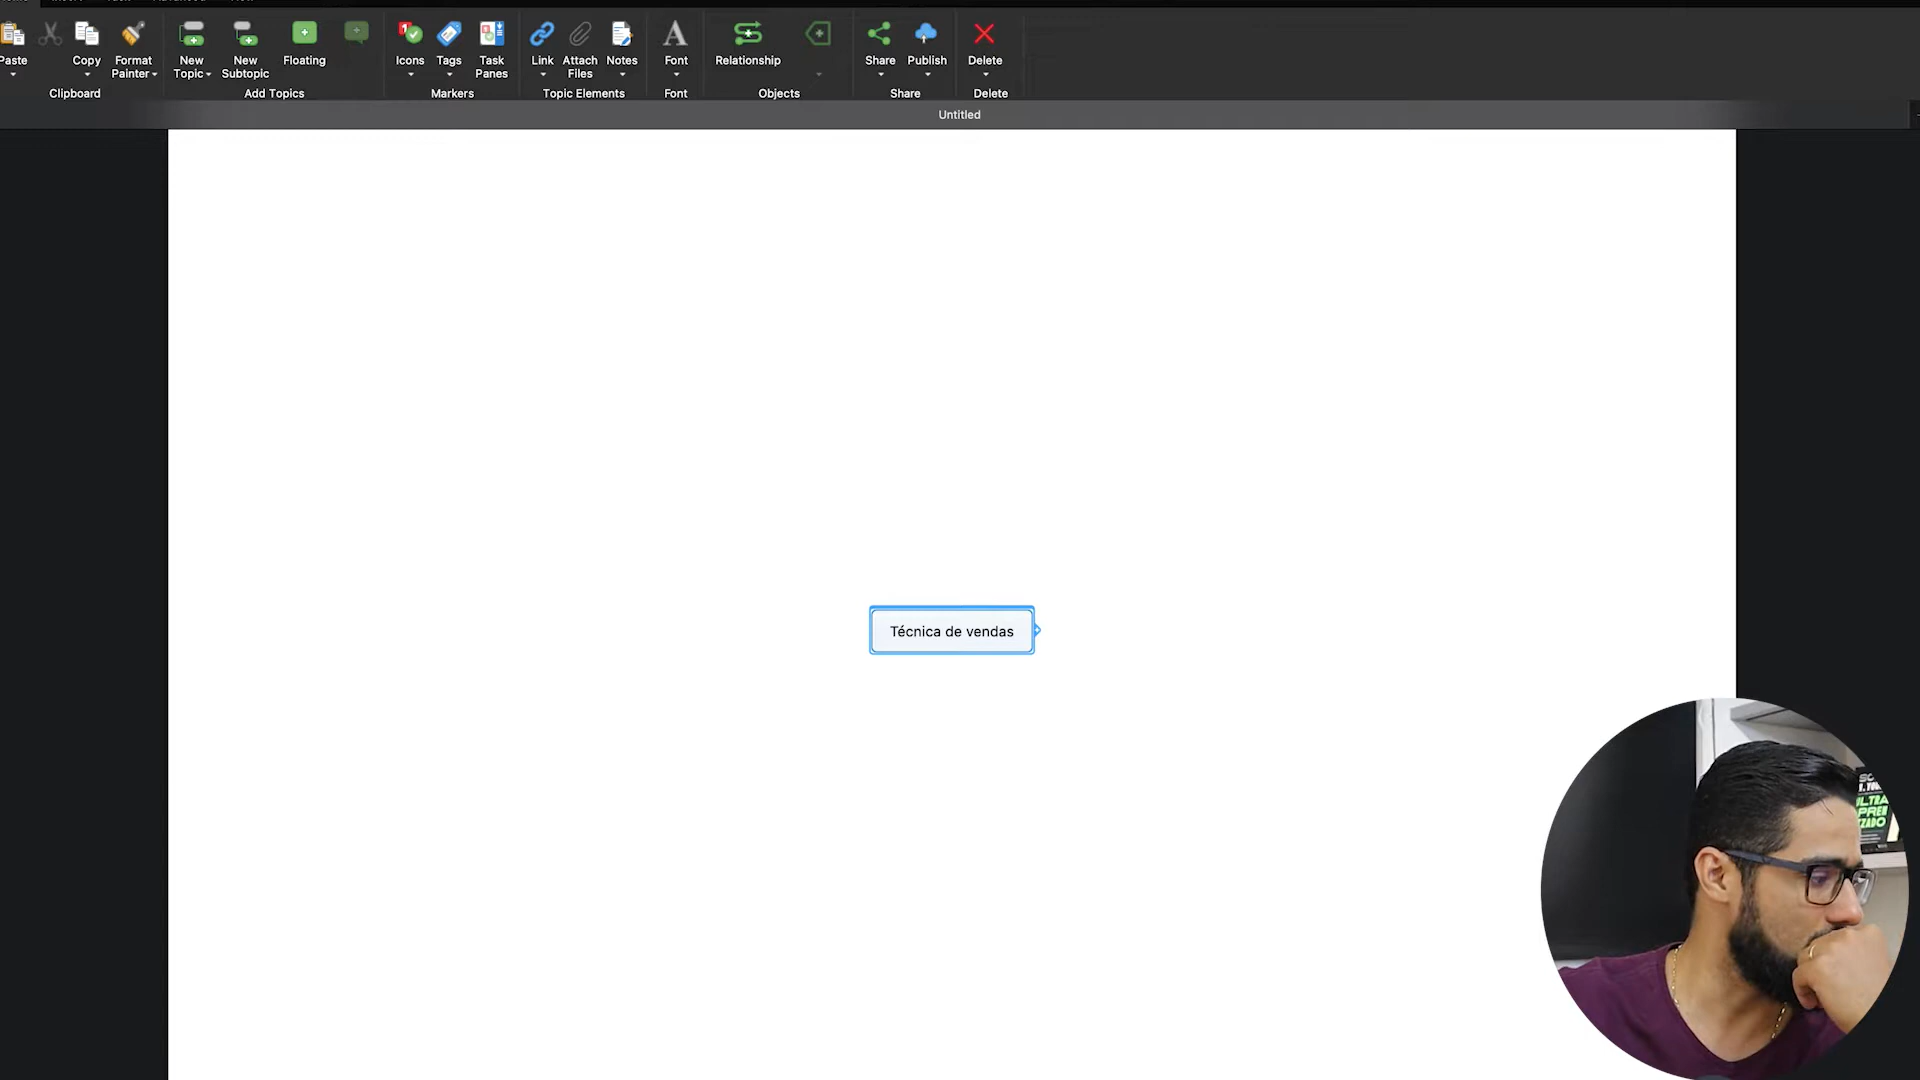 Paste
Copy
Format
Painter
New
Topic
New
Subtopic
Floating
Icons
Tags
Task
Panes
Link
Attach
Files
Notes
Font
Relationship
Share
Publish
Delete
Clipboard
Add Topics
Markers
Topic Elements
Font
Objects
Share
Delete
Untitled
Técnica de vendas